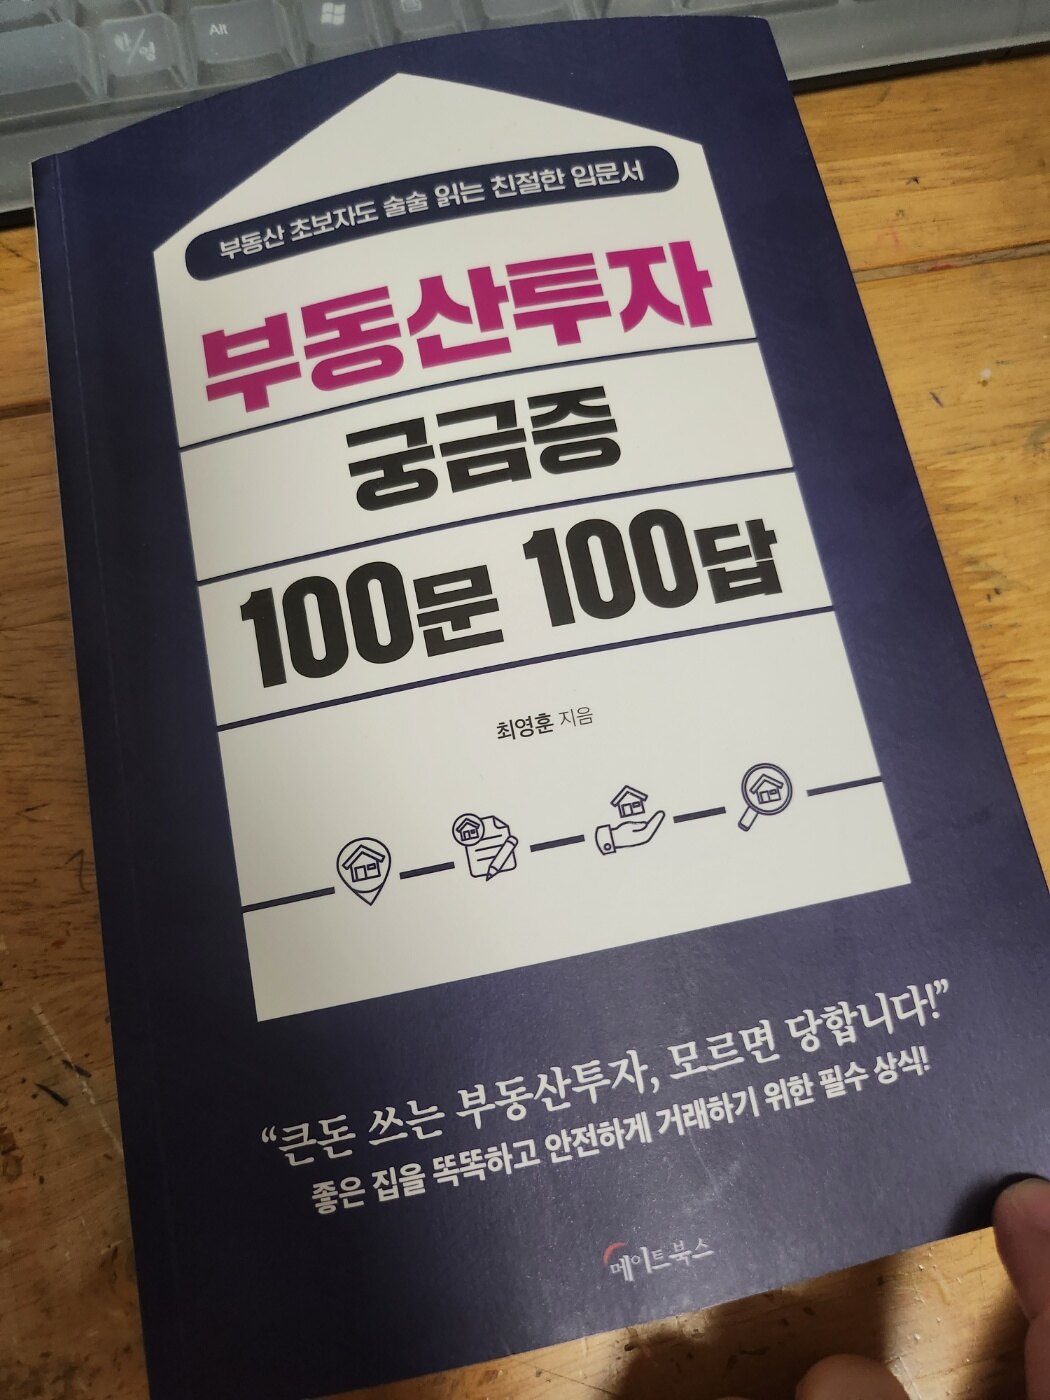 한/영
Alt
부동산 초보자도 술술 읽는 친절한 입문서
부동산투자
궁금증
100문 100답
최영훈 지음
“큰돈 쓰는 부동산투자, 모르면 당합니다!”
좋은 집을 똑똑하고 안전하게 거래하기 위한 필수 상식!
메이트북스